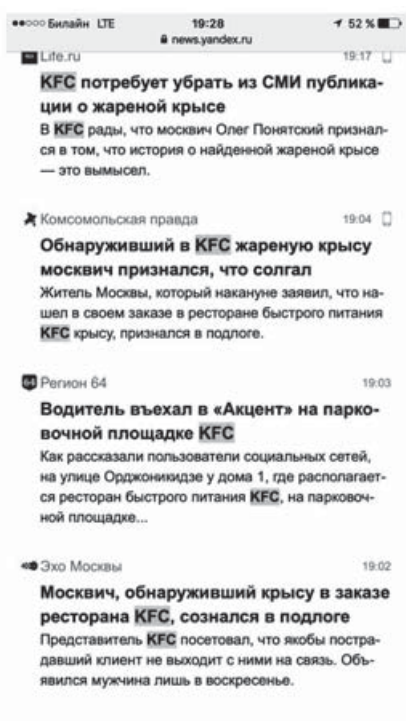 Билайн LTE 19:28 52 %
news.yandex.ru
Life.ru 19:17
KFC потребует убрать из СМИ публика-
ции о жареной крысе
В KFC рады, что москвич Олег Понятский признал-
ся в том, что история о найденной жареной крысе
— это вымысел.
Комсомольская правда 19:04
Обнаруживший в KFC жареную крысу
москвич признался, что солгал
Житель Москвы, который накануне заявил, что на-
шел в своем заказе в ресторане быстрого питания
KFC крысу, признался в подлоге.
64 Регион 64 19:03
Водитель въехал в «Акцент» на парко-
вочной площадке KFC
Как рассказали пользователи социальных сетей,
на улице Орджоникидзе у дома 1, где располагает-
ся ресторан быстрого питания KFC, на парковоч-
ной площадке...
Эхо Москвы 19:02
Москвич, обнаруживший крысу в заказе
ресторана KFC, сознался в подлоге
Представитель KFC посетовал, что якобы постра-
давший клиент не выходит с ними на связь. Объ-
явился мужчина лишь в воскресенье.